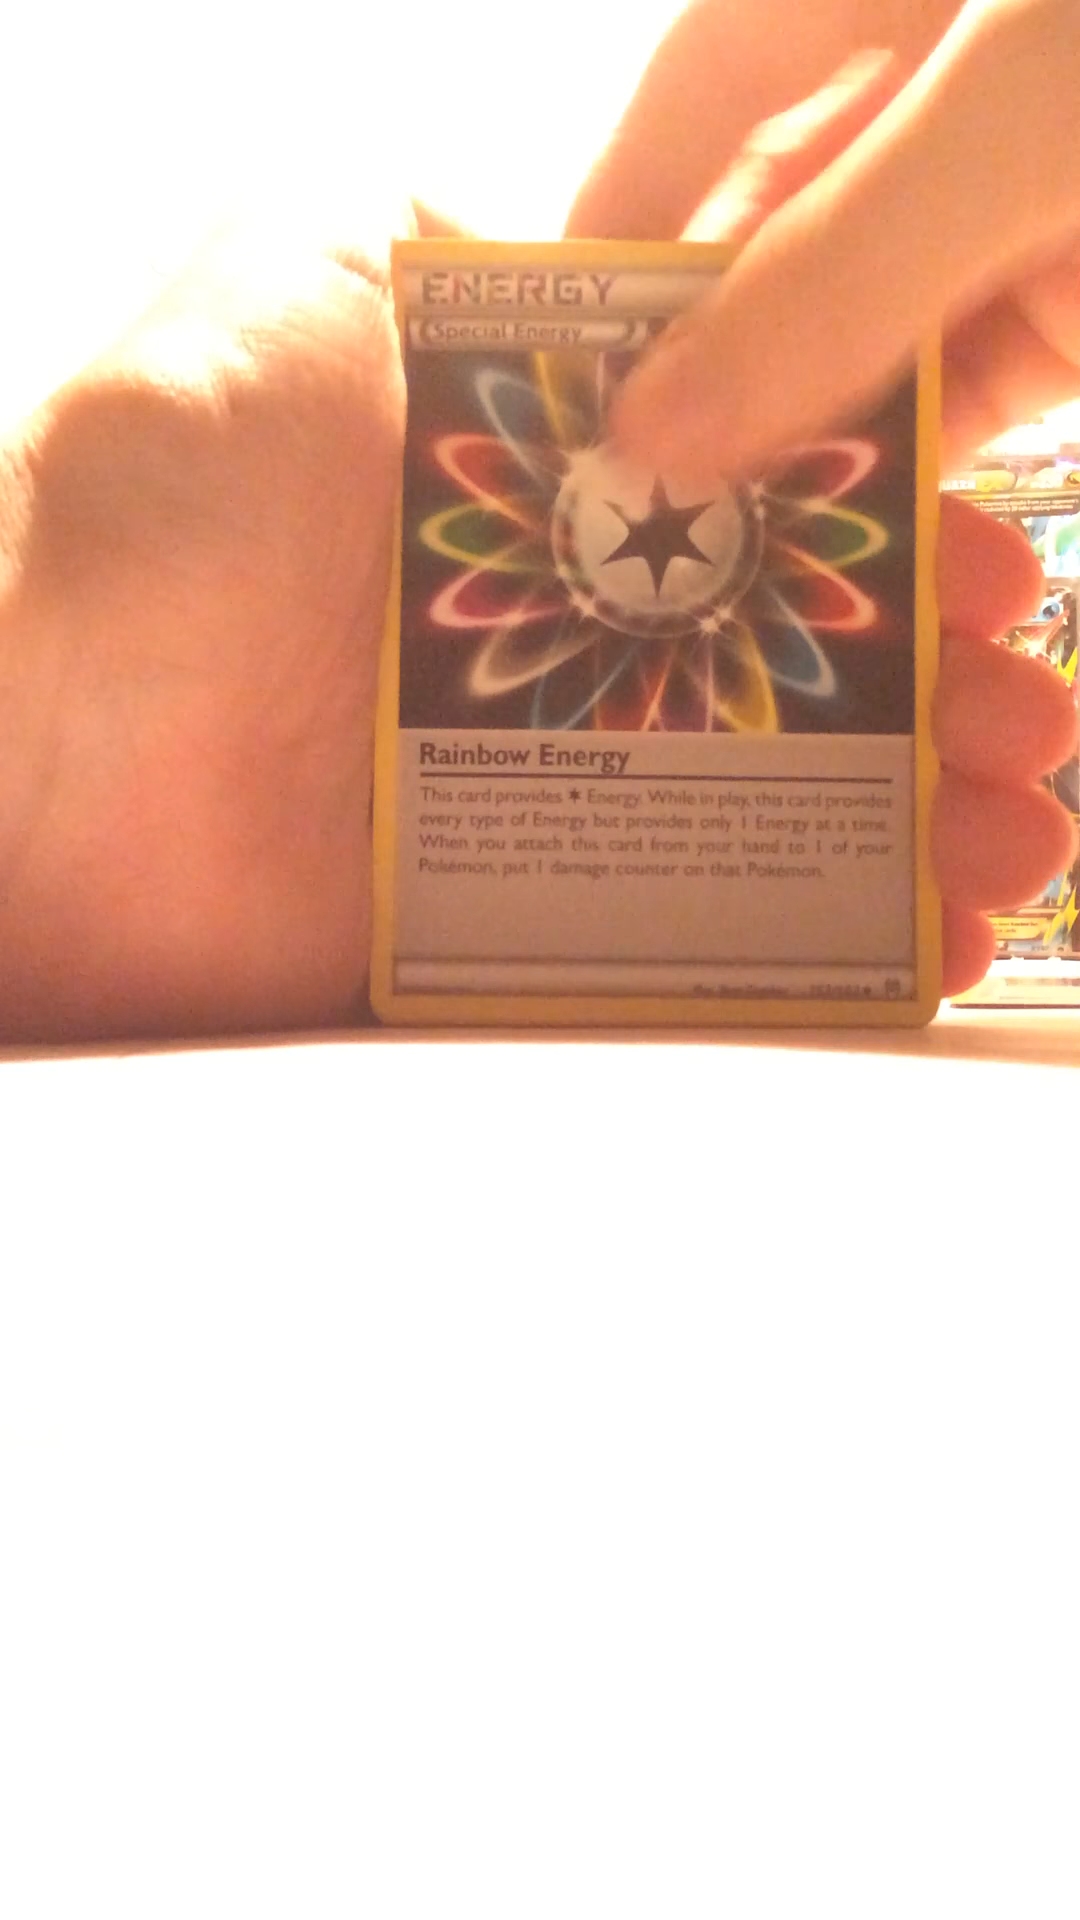 ENERGY
Special Energy
Rainbow Energy
This card provides ✶ Energy. While in play, this card provides
every type of Energy but provides only 1 Energy at a time.
When you attach this card from your hand to 1 of your
Pokémon, put 1 damage counter on that Pokémon.